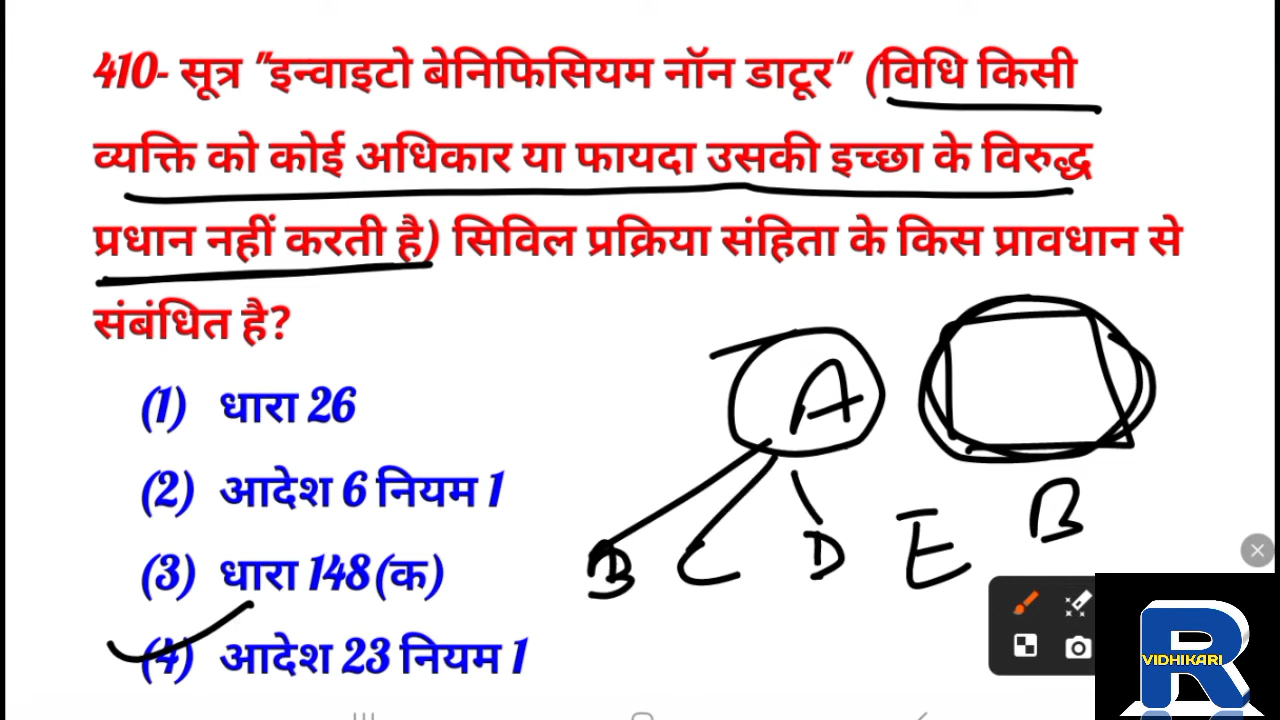 410- सूत्र "इन्वाइटो बेनिफिसियम नॉन डाटूर" (विधि किसी
व्यक्ति को कोई अधिकार या फायदा उसकी इच्छा के विरुद्ध
प्रधान नहीं करती है) सिविल प्रक्रिया संहिता के किस प्रावधान से
संबंधित है?
(1) धारा 26
(2) आदेश 6 नियम 1
(3) धारा 148(क)
(4) आदेश 23 नियम 1
A
B C D E B
R
VIDHIKARI